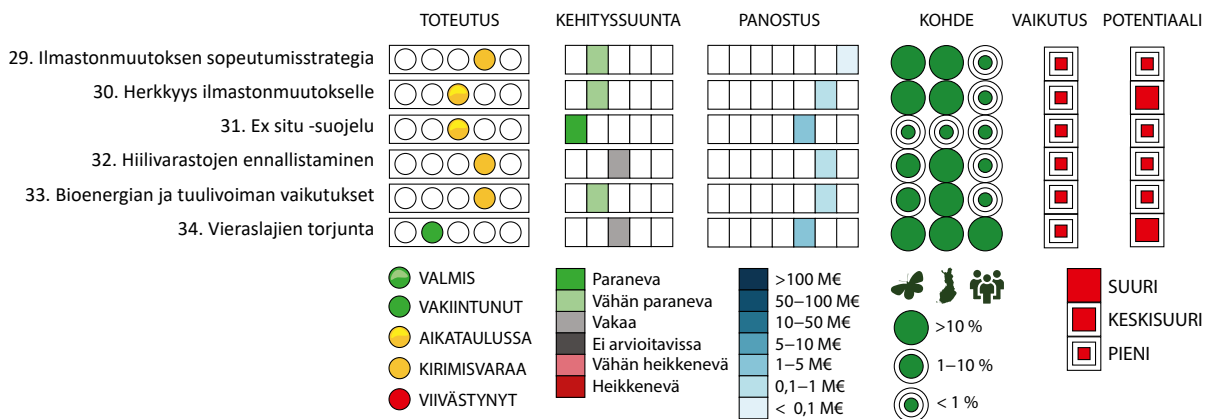 TOTEUTUS KEHITYSSUUNTA PANOSTUS KOHDE VAIKUTUS POTENTIAALI
29. Ilmastonmuutoksen sopeutumisstrategia
30. Herkkyys ilmastonmuutokselle
31. Ex situ -suojelu
32. Hiilivarastojen ennallistaminen
33. Bioenergian ja tuulivoiman vaikutukset
34. Vieraslajien torjunta
VALMIS
VAKIINTUNUT
AIKATAULUSSA
KIRIMISVARAA
VIIVÄSTYNYT
Paraneva
Vähän paraneva
Vakaa
Ei arvioitavissa
Vähän heikkenevä
Heikkenevä
>100 M€
50–100 M€
10–50 M€
5–10 M€
1–5 M€
0,1–1 M€
< 0,1 M€
>10 %
1–10 %
< 1 %
SUURI
KESKISUURI
PIENI